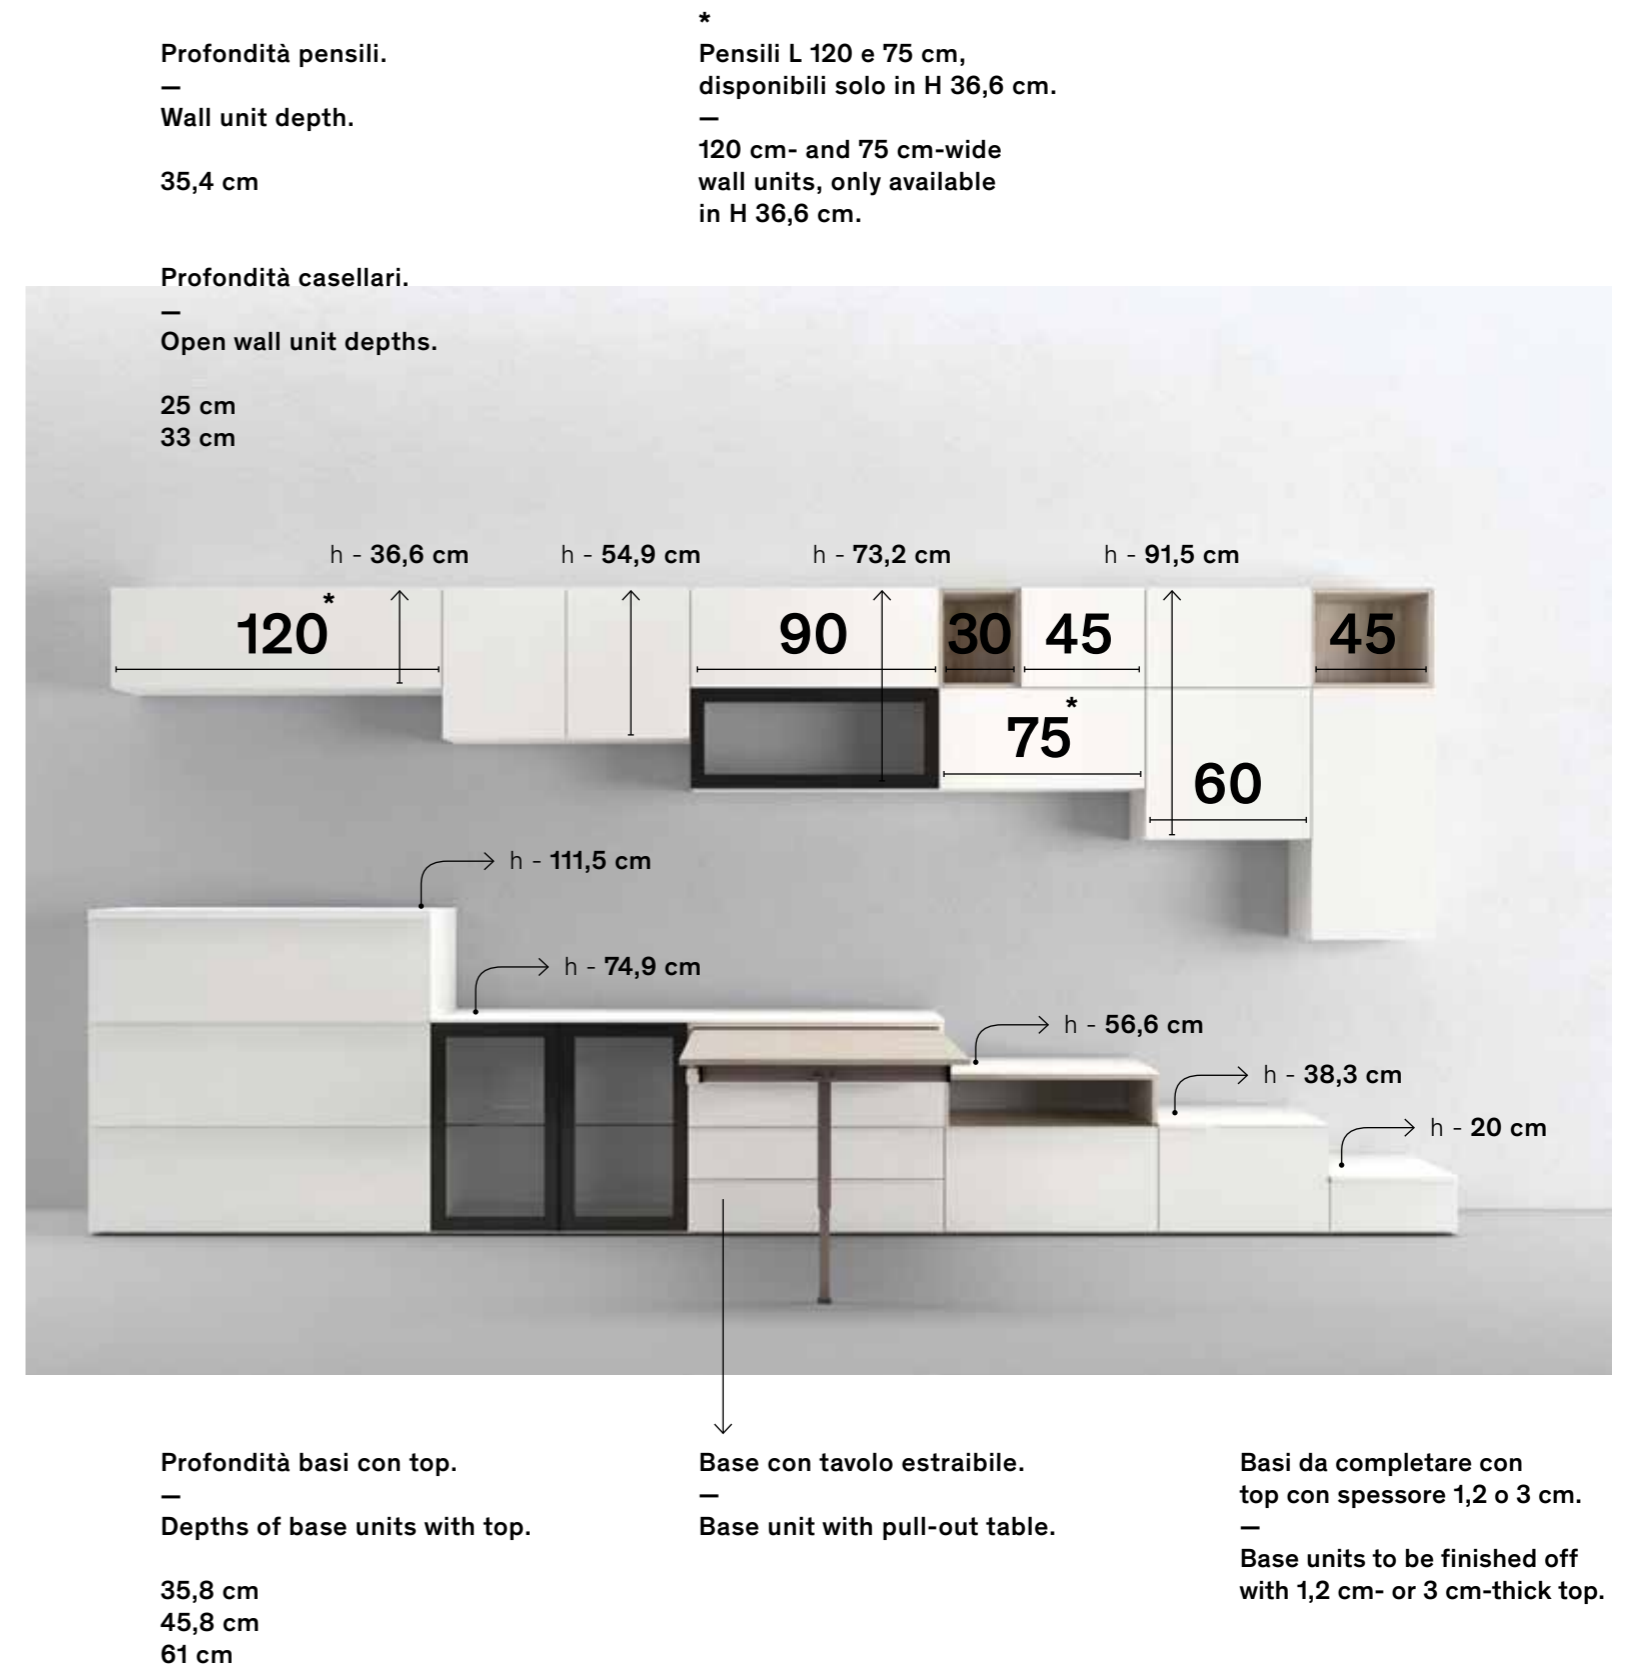 Profondità pensili.
—
Wall unit depth.
35,4 cm
*
Pensili L 120 e 75 cm,
disponibili solo in H 36,6 cm.
—
120 cm- and 75 cm-wide
wall units, only available
in H 36,6 cm.
Profondità casellari.
—
Open wall unit depths.
25 cm
33 cm
h - 36,6 cm
h - 54,9 cm
h - 73,2 cm
h - 91,5 cm
120*
90
30
45
45
75*
60
h - 111,5 cm
h - 74,9 cm
h - 56,6 cm
h - 38,3 cm
h - 20 cm
Profondità basi con top.
—
Depths of base units with top.
35,8 cm
45,8 cm
61 cm
Base con tavolo estraibile.
—
Base unit with pull-out table.
Basi da completare con
top con spessore 1,2 o 3 cm.
—
Base units to be finished off
with 1,2 cm- or 3 cm-thick top.